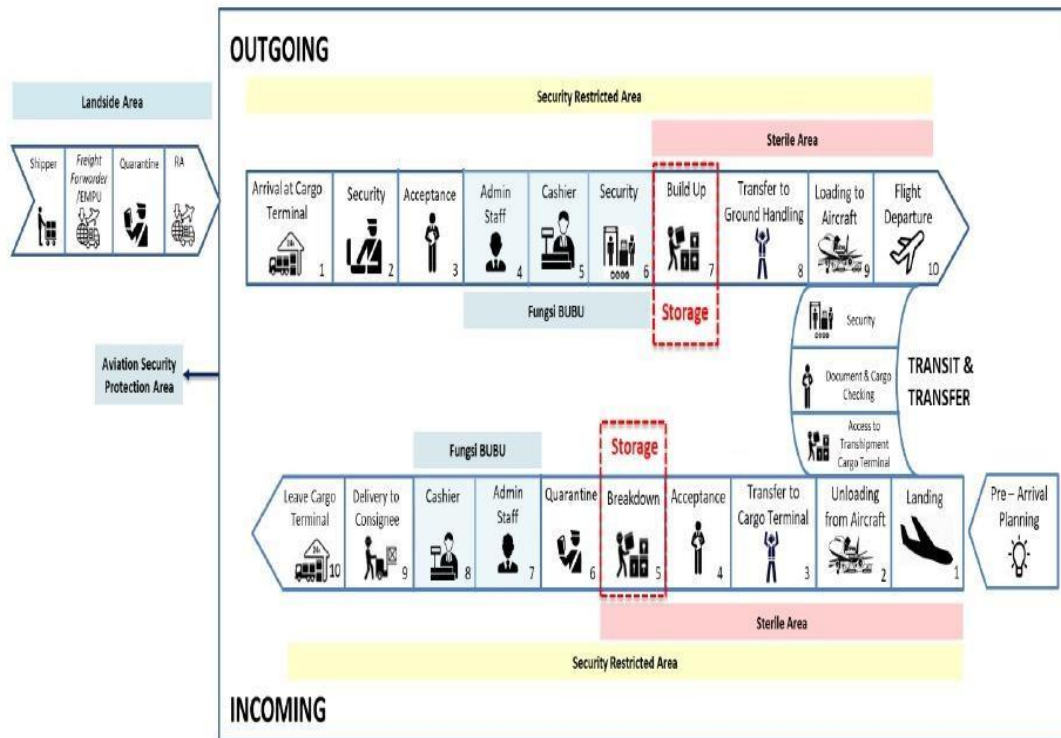 OUTGOING
Security Restricted Area
Landside Area
Sterile Area
Shipper
Freight
Forwarder
/EMPU
Quarantine
RA
Arrival at Cargo
Terminal
1
Security
2
Acceptance
3
Admin
Staff
4
Cashier
5
Security
6
Build Up
7
Transfer to
Ground Handling
8
Loading to
Aircraft
9
Flight
Departure
10
Fungsi BUBU
Storage
Security
Document & Cargo
Checking
Access to
Transhipment
Cargo Terminal
TRANSIT &
TRANSFER
Aviation Security
Protection Area
Fungsi BUBU
Storage
Leave Cargo
Terminal
10
Delivery to
Consignee
9
Cashier
8
Admin
Staff
7
Quarantine
6
Breakdown
5
Acceptance
4
Transfer to
Cargo Terminal
3
Unloading
from Aircraft
2
Landing
1
Pre – Arrival
Planning
Sterile Area
Security Restricted Area
INCOMING